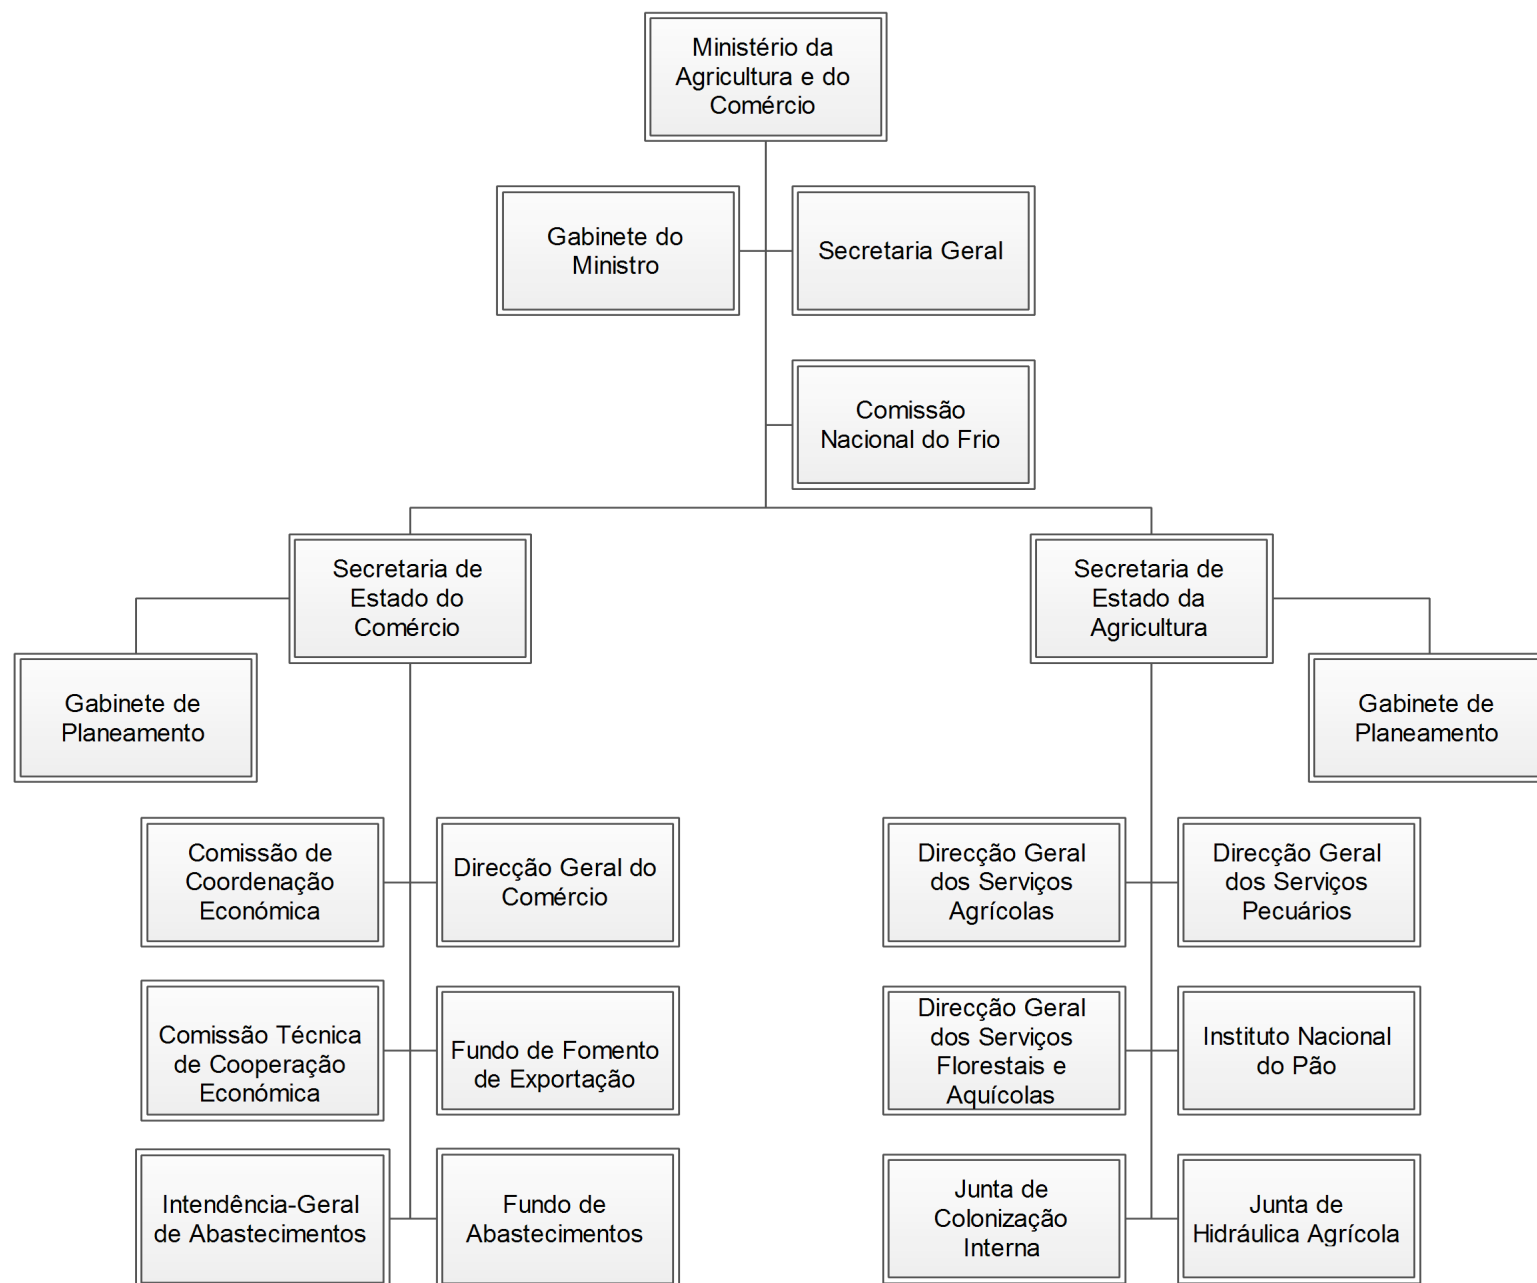 Ministério da
Agricultura e do
Comércio
Gabinete do
Ministro
Secretaria Geral
Comissão
Nacional do Frio
Secretaria de
Estado do
Comércio
Secretaria de
Estado da
Agricultura
Gabinete de
Planeamento
Gabinete de
Planeamento
Comissão de
Coordenação
Económica
Direcção Geral do
Comércio
Direcção Geral
dos Serviços
Agrícolas
Direcção Geral
dos Serviços
Pecuários
Comissão Técnica
de Cooperação
Económica
Fundo de Fomento
de Exportação
Direcção Geral
dos Serviços
Florestais e
Aquícolas
Instituto Nacional
do Pão
Intendência-Geral
de Abastecimentos
Fundo de
Abastecimentos
Junta de
Colonização
Interna
Junta de
Hidráulica Agrícola